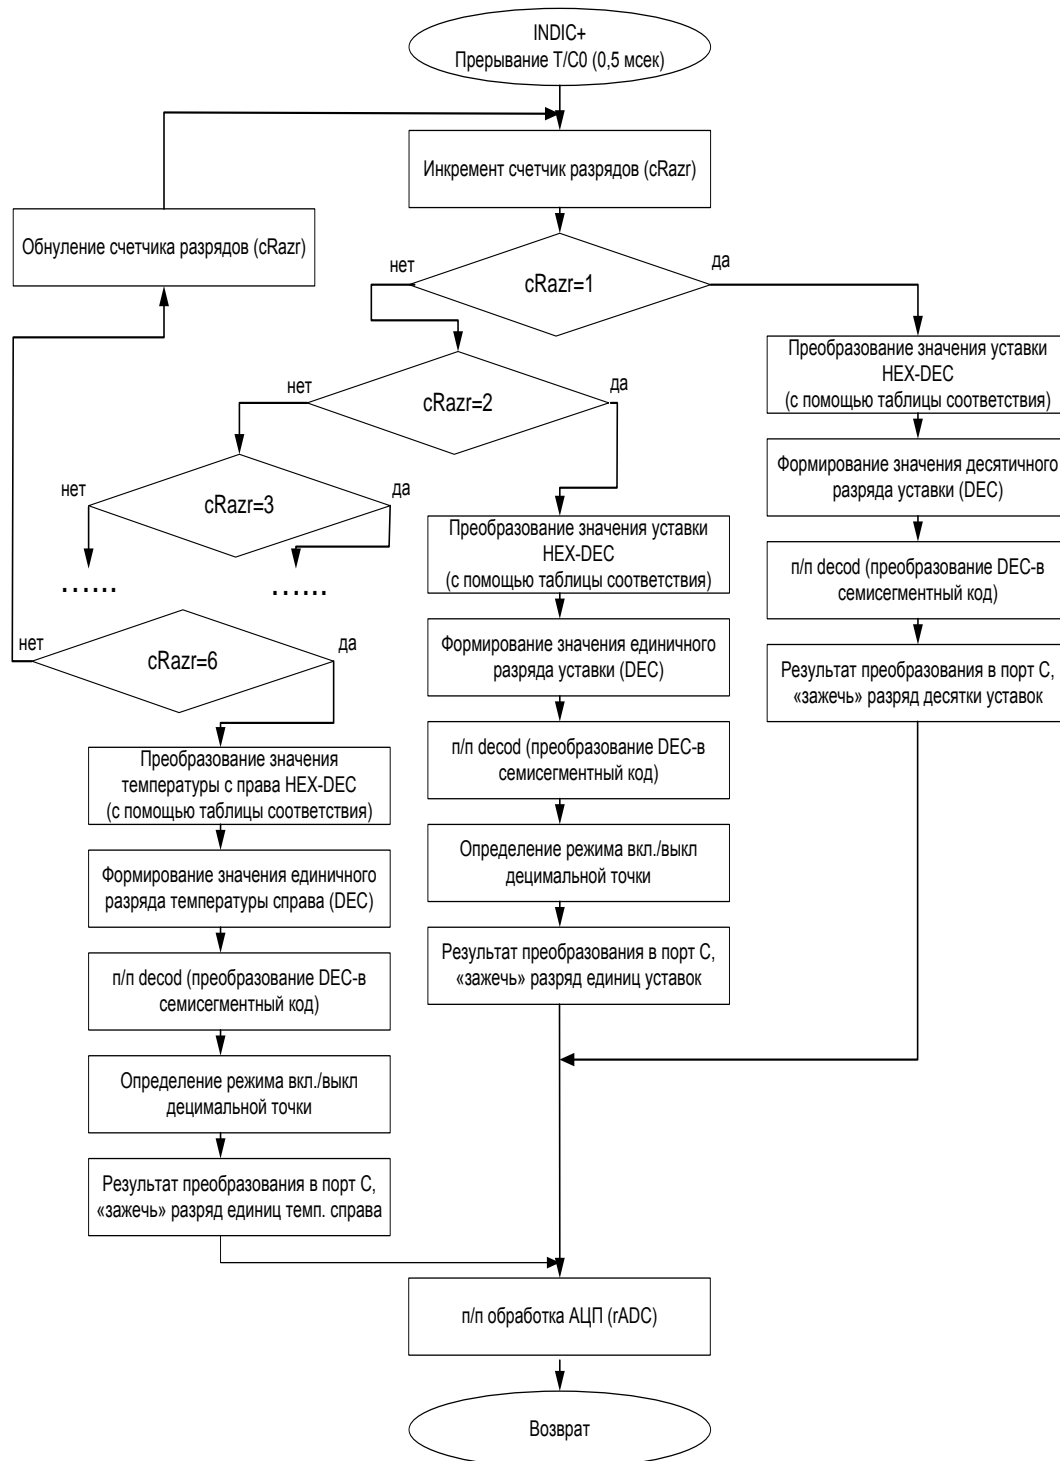 INDIC+
Прерывание T/C0 (0,5 мсек)
Инкремент счетчик разрядов (cRazr)
Обнуление счетчика разрядов (cRazr)
нет
cRazr=1
да
Преобразование значения уставки
HEX-DEC
(с помощью таблицы соответствия)
нет
cRazr=2
да
Формирование значения десятичного
разряда уставки (DEC)
нет
cRazr=3
да
Преобразование значения уставки
HEX-DEC
(с помощью таблицы соответствия)
п/п decod (преобразование DEC-в
семисегментный код)
......
......
нет
cRazr=6
да
Формирование значения единичного
разряда уставки (DEC)
Результат преобразования в порт С,
«зажечь» разряд десятки уставок
Преобразование значения
температуры с права HEX-DEC
(с помощью таблицы соответствия)
п/п decod (преобразование DEC-в
семисегментный код)
Формирование значения единичного
разряда температуры справа (DEC)
Определение режима вкл./выкл
децимальной точки
п/п decod (преобразование DEC-в
семисегментный код)
Результат преобразования в порт С,
«зажечь» разряд единиц уставок
Определение режима вкл./выкл
децимальной точки
Результат преобразования в порт С,
«зажечь» разряд единиц темп. справа
п/п обработка АЦП (rADC)
Возврат